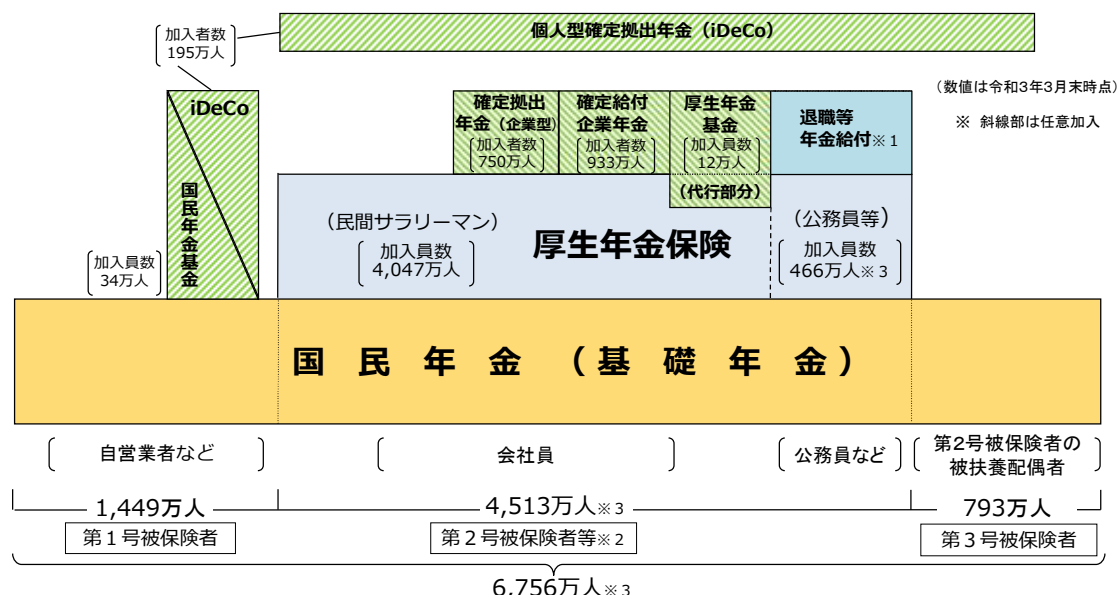 個人型確定拠出年金（iDeCo）
加入者数
195万人
（数値は令和3年3月末時点）
※ 斜線部は任意加入
iDeCo
国民年金基金
加入員数
34万人
確定拠出
年金（企業型）
加入者数
750万人
確定給付
企業年金
加入者数
933万人
厚生年金
基金
加入員数
12万人
（代行部分）
退職等
年金給付※1
（民間サラリーマン）
加入員数
4,047万人
厚生年金保険
（公務員等）
加入員数
466万人※3
国民年金（基礎年金）
自営業者など
会社員
公務員など
第2号被保険者の
被扶養配偶者
1,449万人
4,513万人※3
793万人
第１号被保険者
第２号被保険者等※2
第３号被保険者
6,756万人※3